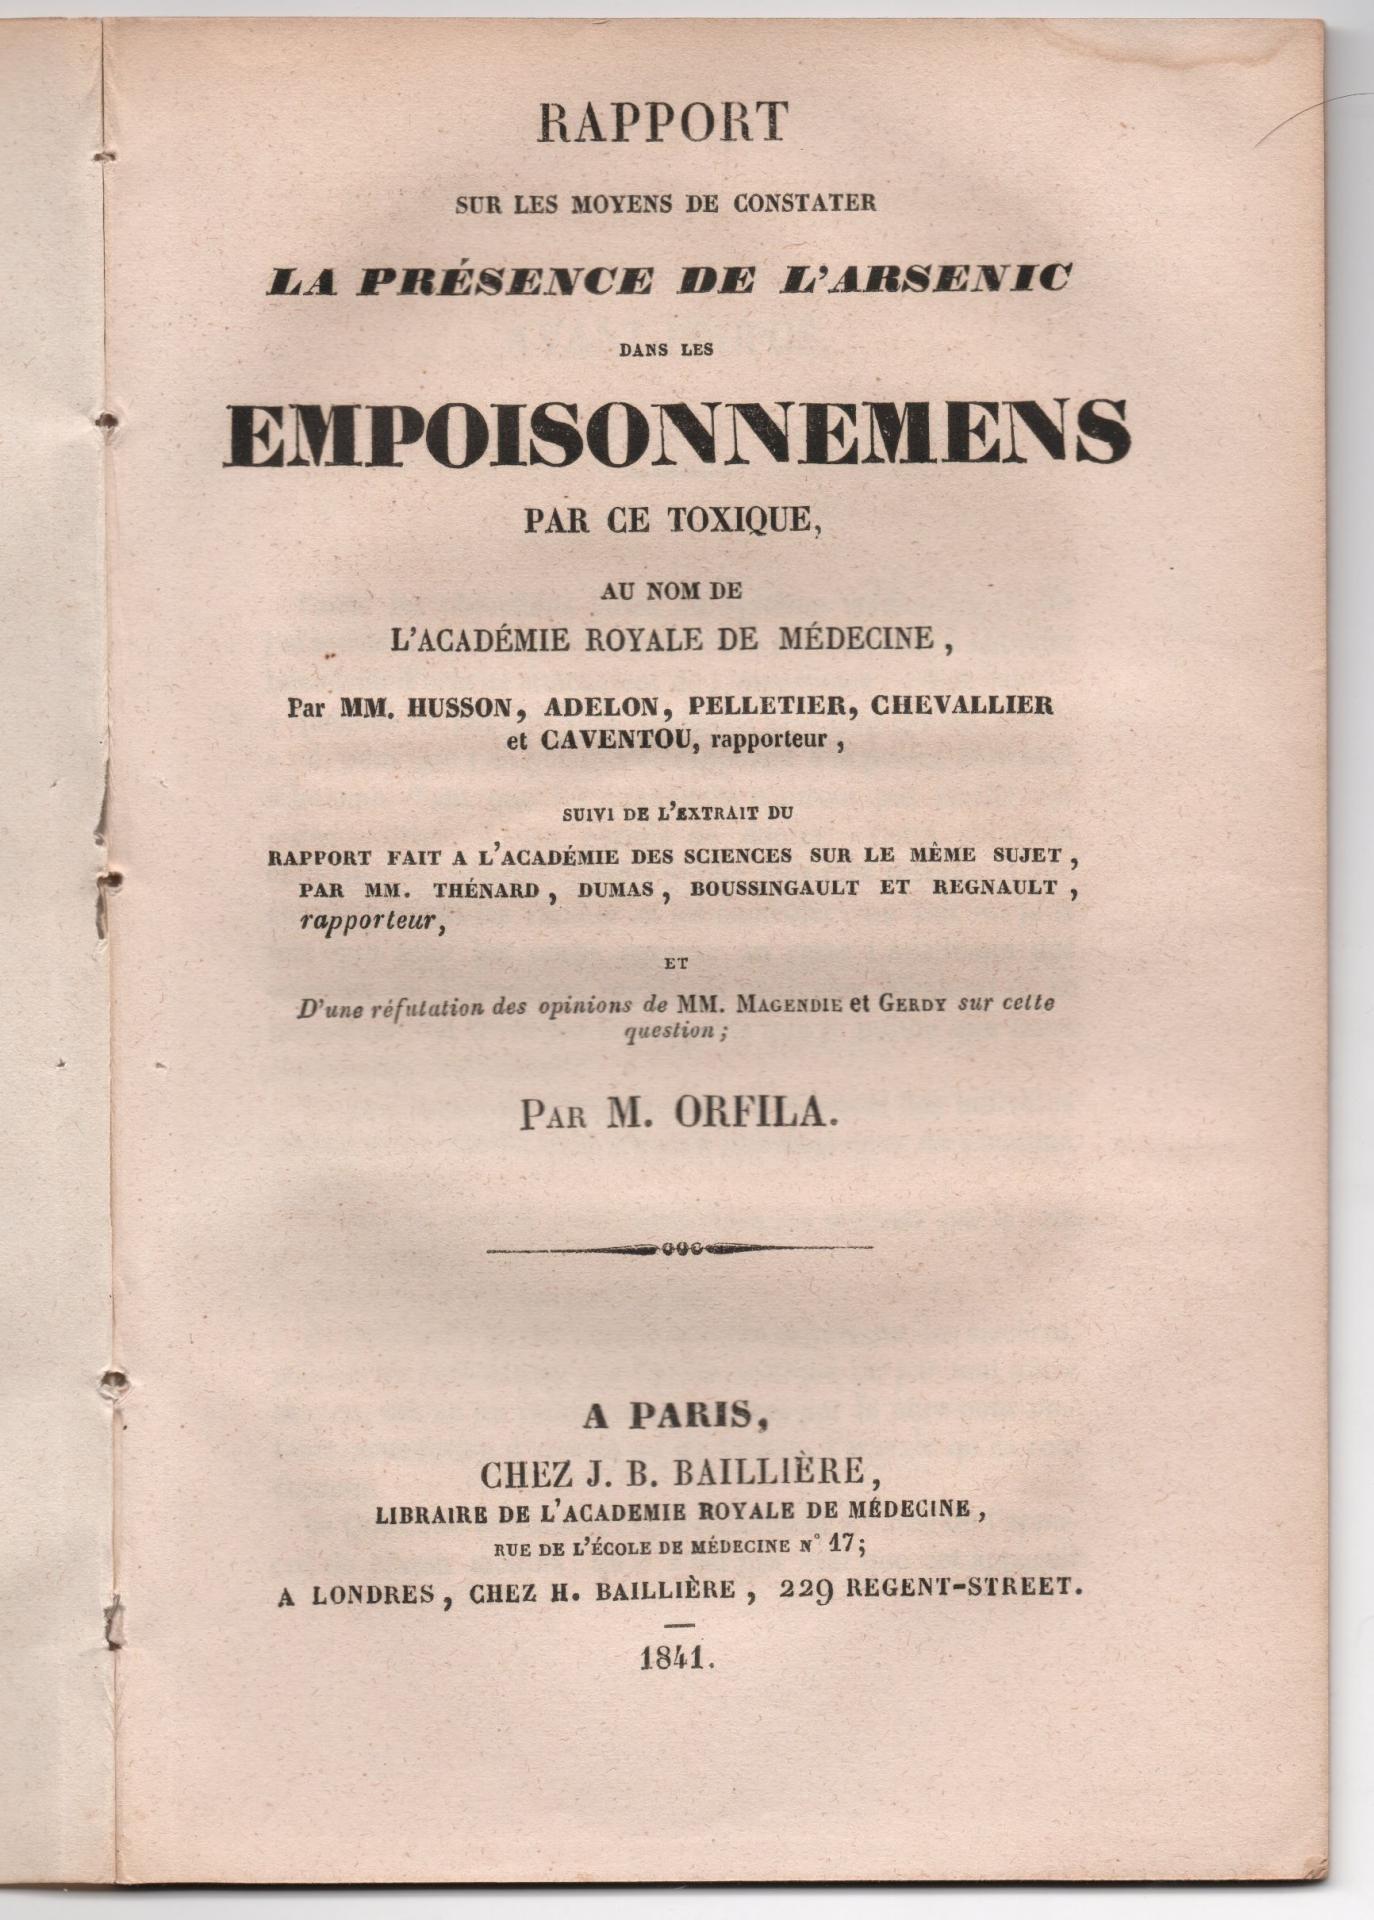 RAPPORT
SUR LES MOYENS DE CONSTATER
LA PRÉSENCE DE L'ARSENIC
DANS LES
EMPOISONNEMENS
PAR CE TOXIQUE,
AU NOM DE
L'ACADÉMIE ROYALE DE MÉDECINE,
Par MM. HUSSON, ADELON, PELLETIER, CHEVALLIER
et CAVENTOU, rapporteur,
SUIVI DE L'EXTRAIT DU
RAPPORT FAIT A L'ACADÉMIE DES SCIENCES SUR LE MÊME SUJET,
PAR MM. THÉNARD, DUMAS, BOUSSINGAULT ET REGNAULT,
rapporteur,
ET
D'une réfutation des opinions de MM. MAGENDIE et GERDY sur cette
question;
PAR M. ORFILA.
A PARIS,
CHEZ J. B. BAILLIÈRE,
LIBRAIRE DE L'ACADEMIE ROYALE DE MÉDECINE,
RUE DE L'ÉCOLE DE MÉDECINE N° 17;
A LONDRES, CHEZ H. BAILLIÈRE, 229 REGENT-STREET.
1841.